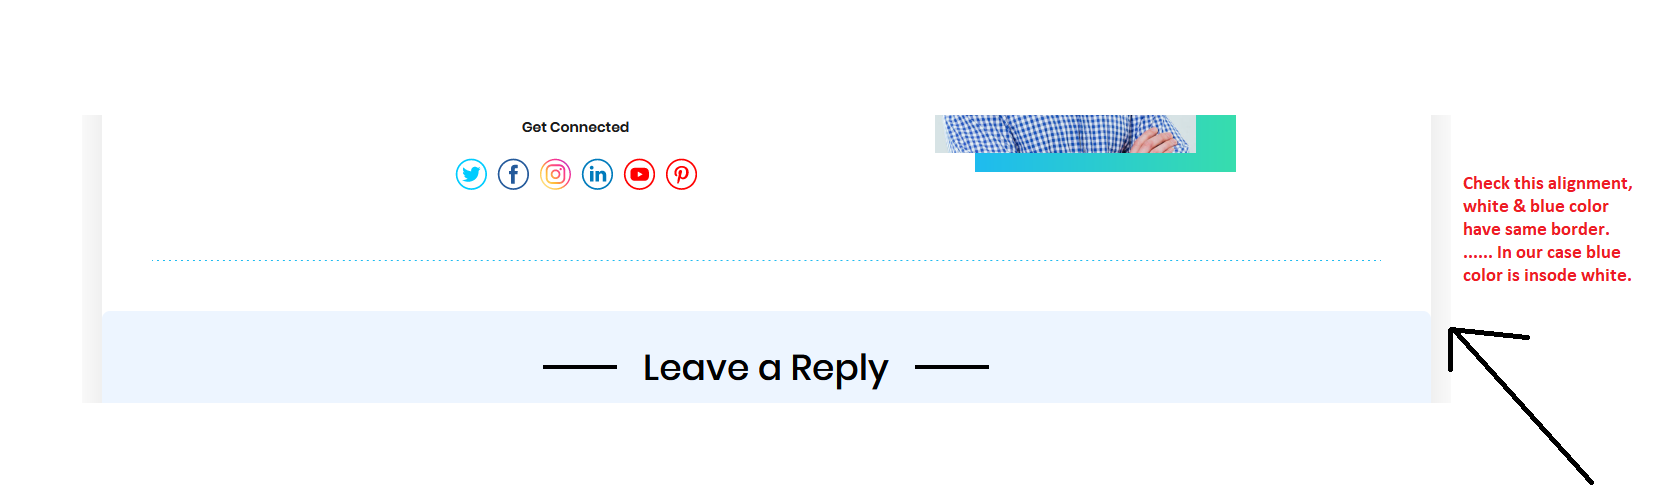 Get Connected
Check this alignment,
white & blue color
have same border.
...... In our case blue
color is insode white.
Leave a Reply